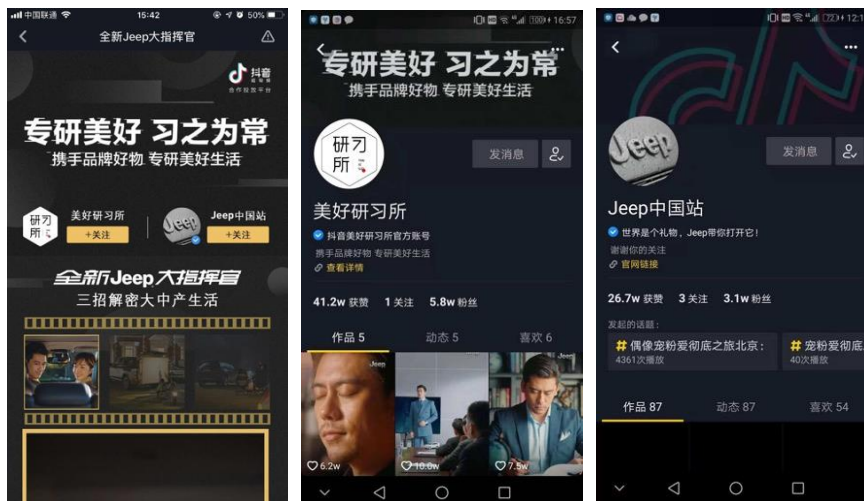 中国联通
15:42
50%
全新Jeep大指挥官
抖音
合作投放平台
专研美好 习之为常
携手品牌好物 专研美好生活
研习所
美好研习所
+关注
Jeep
Jeep中国站
+关注
全新Jeep大指挥官
三招解密大中产生活
100
16:57
专研美好 习之为常
携手品牌好物 专研美好生活
研习
所
发消息
美好研习所
抖音美好研习所官方账号
携手品牌好物 专研美好生活
查看详情
41.2w 获赞 1 关注 5.8w 粉丝
作品 5 动态 5 喜欢 6
Jeep
Jeep
6.2w 10.0w 7.5w
72
12:1
Jeep
发消息
Jeep中国站
世界是个礼物，Jeep带你打开它！
谢谢你的关注
官网链接
26.7w 获赞 3 关注 3.1w 粉丝
发起的话题：
# 偶像宠粉爱彻底之旅北京：
4361次播放
# 宠粉爱彻底
40次播放
作品 87 动态 87 喜欢 54